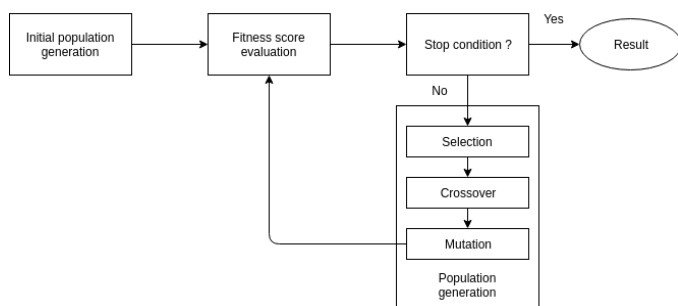 Initial population
generation
Fitness score
evaluation
Stop condition ?
Yes
Result
No
Selection
Crossover
Mutation
Population
generation